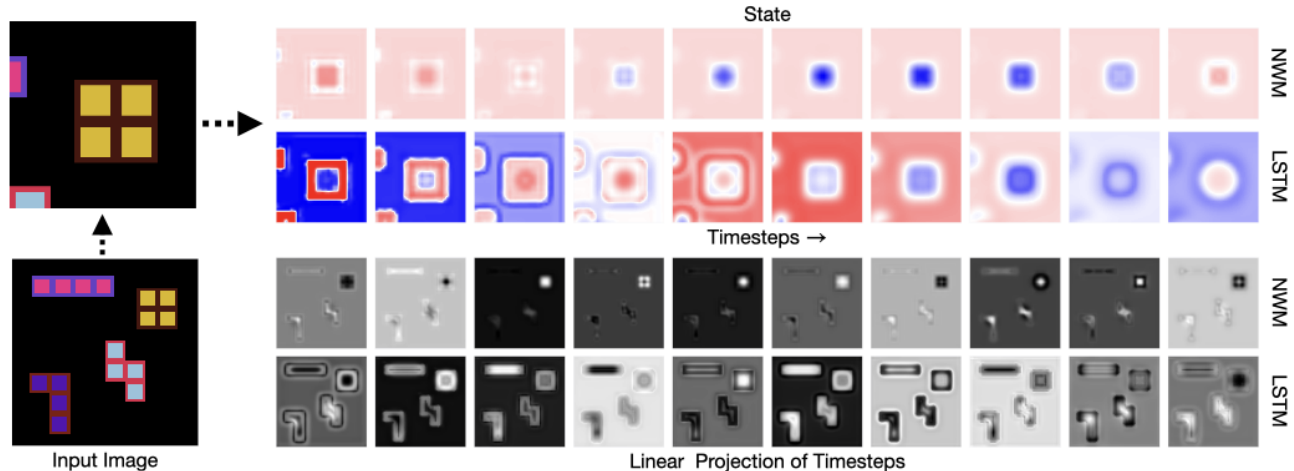 State
NWM
LSTM
Timesteps →
NWM
LSTM
Input Image
Linear Projection of Timesteps